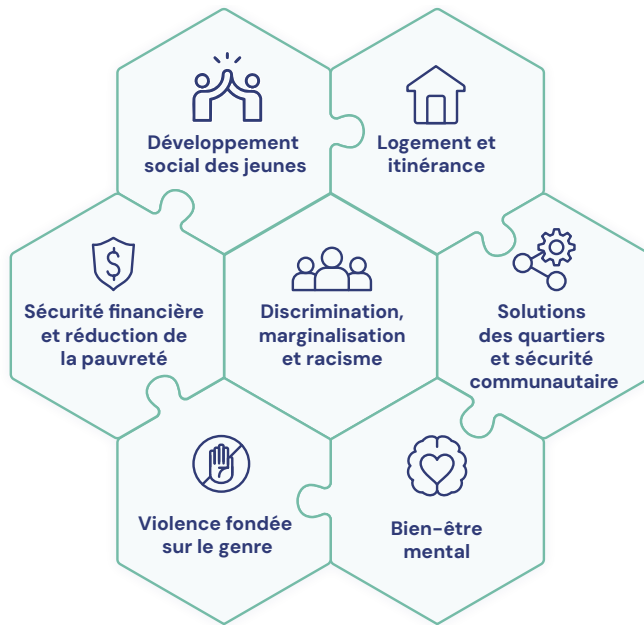 Développement
social des jeunes
Logement et
itinérance
Sécurité financière
et réduction de
la pauvreté
Discrimination,
marginalisation
et racisme
Solutions
des quartiers
et sécurité
communautaire
Violence fondée
sur le genre
Bien-être
mental